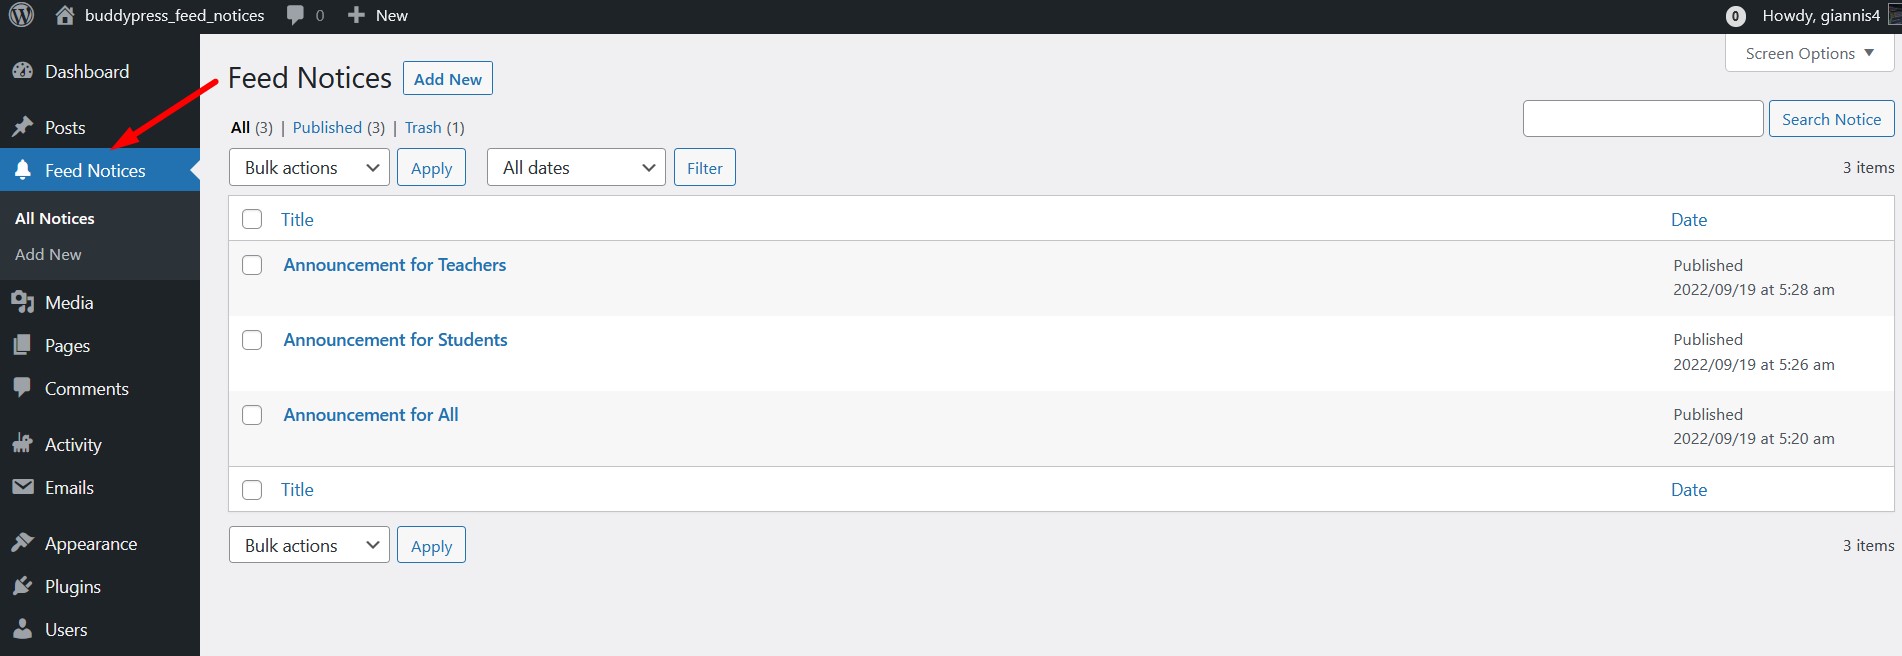 buddypress_feed_notices 0 New 0 Howdy, giannis4
Screen Options
Dashboard
Posts
Feed Notices
All Notices
Add New
Media
Pages
Comments
Activity
Emails
Appearance
Plugins
Users
Feed Notices Add New
All (3) | Published (3) | Trash (1)
Search Notice
Bulk actions Apply All dates Filter 3 items
Title Date
Announcement for Teachers Published
2022/09/19 at 5:28 am
Announcement for Students Published
2022/09/19 at 5:26 am
Announcement for All Published
2022/09/19 at 5:20 am
Title Date
Bulk actions Apply 3 items